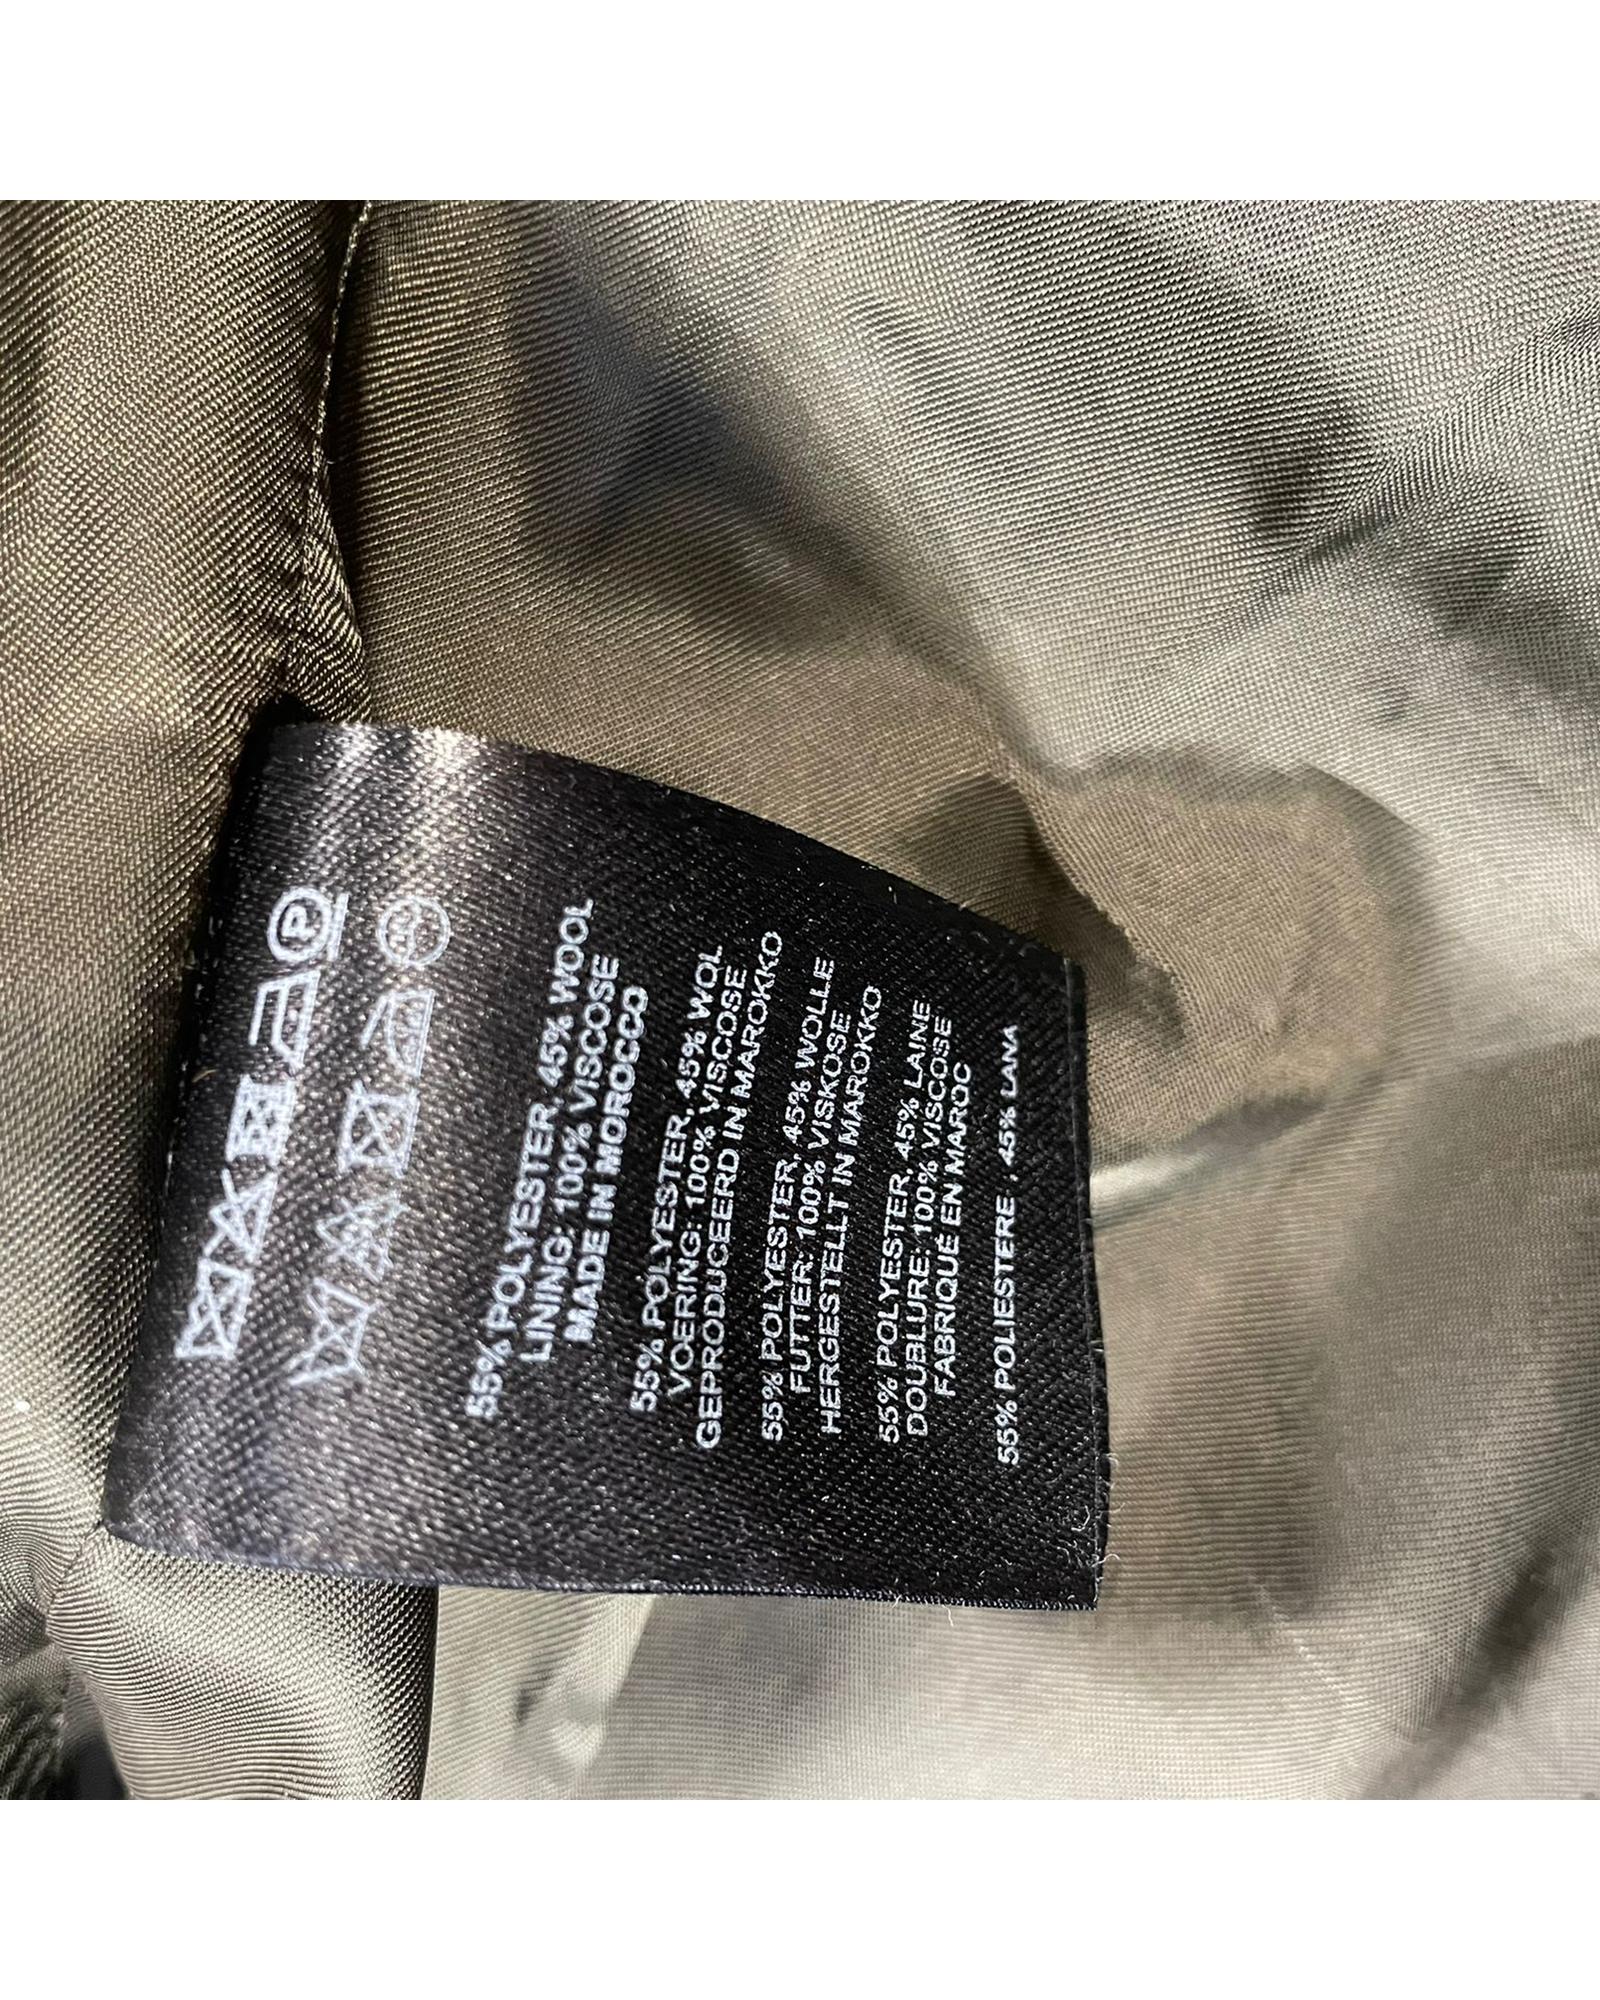 P
55% POLYESTER, 45% WOOL
LINING: 100% VISCOSE
MADE IN MOROCCO
55% POLYESTER, 45% WOL
VOERING: 100% VISCOSE
GEPRODUCEERD IN MAROKKO
55% POLYESTER, 45% WOLLE
FUTTER: 100% VISKOSE
HERGESTELLT IN MAROKKO
55% POLYESTER, 45% LAINE
DOUBLURE: 100% VISCOSE
FABRIQUE EN MAROC
55% POLIESTERE , 45% LANA